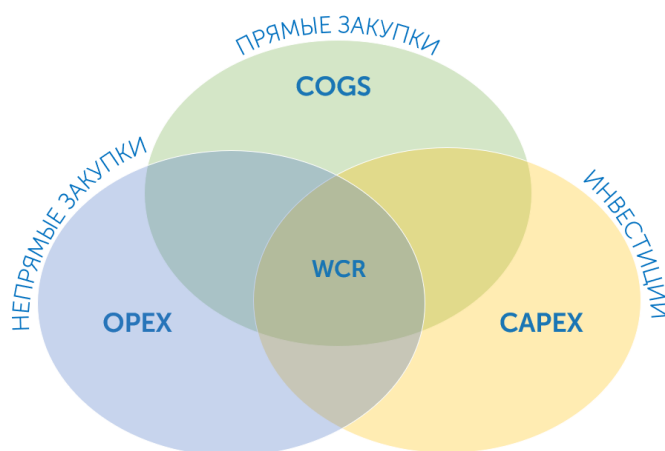 ПРЯМЫЕ ЗАКУПКИ
COGS
НЕПРЯМЫЕ ЗАКУПКИ
ИНВЕСТИЦИИ
WCR
OPEX
CAPEX